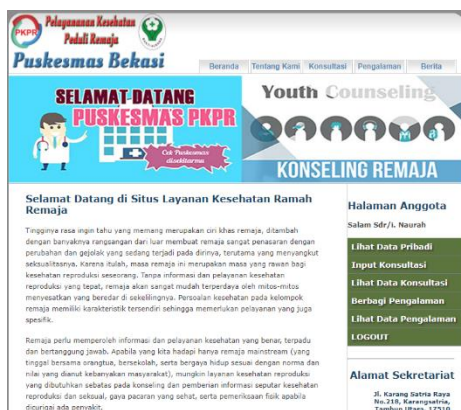 PKPR
Pelayananan Kesehatan
Peduli Remaja
Puskesmas Bekasi
Beranda
Tentang Kami
Konsultasi
Pengalaman
Berita
SELAMAT DATANG
PUSKESMAS PKPR
Cek Puskesmas
disekitarmu
Youth Counseling
KONSELING REMAJA
Selamat Datang di Situs Layanan Kesehatan Ramah
Remaja
Tingginya rasa ingin tahu yang memang merupakan ciri khas remaja, ditambah
dengan banyaknya rangsangan dari luar membuat remaja sangat penasaran dengan
perubahan dan gejolak yang sedang terjadi pada dirinya, terutama yang menyangkut
seksualitasnya. Karena itulah, masa remaja ini merupakan masa yang rawan bagi
kesehatan reproduksi seseorang. Tanpa informasi dan pelayanan kesehatan
reproduksi yang tepat, remaja akan sangat mudah terperdaya oleh mitos-mitos
menyesatkan yang beredar di sekelilingnya. Persoalan kesehatan pada kelompok
remaja memiliki karakteristik tersendiri sehingga memerlukan pelayanan yang juga
spesifik.
Remaja perlu memperoleh informasi dan pelayanan kesehatan yang benar, terpadu
dan bertanggung jawab. Apabila yang kita hadapi hanya remaja mainstream (yang
tinggal bersama orangtua, bersekolah, serta bergaya hidup sesuai dengan norma dan
nilai yang dianut kebanyakan masyarakat), mungkin layanan kesehatan reproduksi
yang dibutuhkan sebatas pada konseling dan pemberian informasi seputar kesehatan
reproduksi dan seksual, gaya pacaran yang sehat, serta pemeriksaan fisik apabila
dicurigai ada penyakit.
Halaman Anggota
Salam Sdr/i. Naurah
Lihat Data Pribadi
Input Konsultasi
Lihat Data Konsultasi
Berbagi Pengalaman
Lihat Data Pengalaman
LOGOUT
Alamat Sekretariat
Jl. Karang Satria Raya
No.218, Karangsatria,
Tambun Utara, 17510